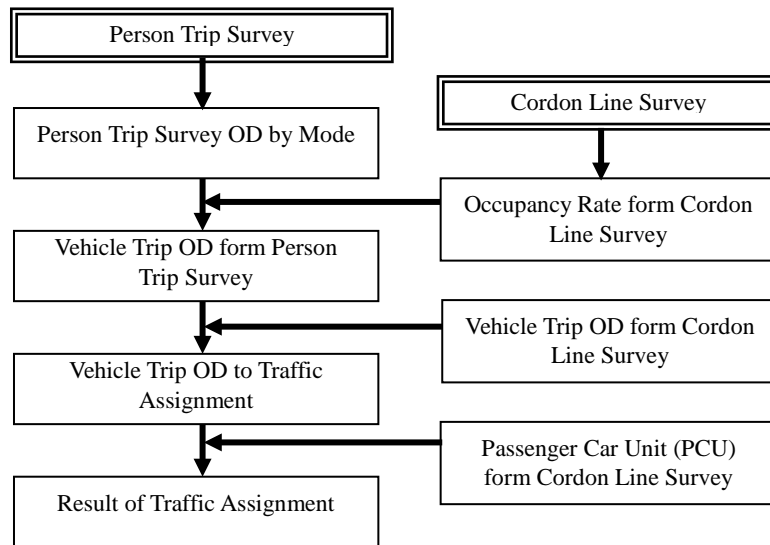 Person Trip Survey
Cordon Line Survey
Person Trip Survey OD by Mode
Occupancy Rate form Cordon
Line Survey
Vehicle Trip OD form Person
Trip Survey
Vehicle Trip OD form Cordon
Line Survey
Vehicle Trip OD to Traffic
Assignment
Passenger Car Unit (PCU)
form Cordon Line Survey
Result of Traffic Assignment